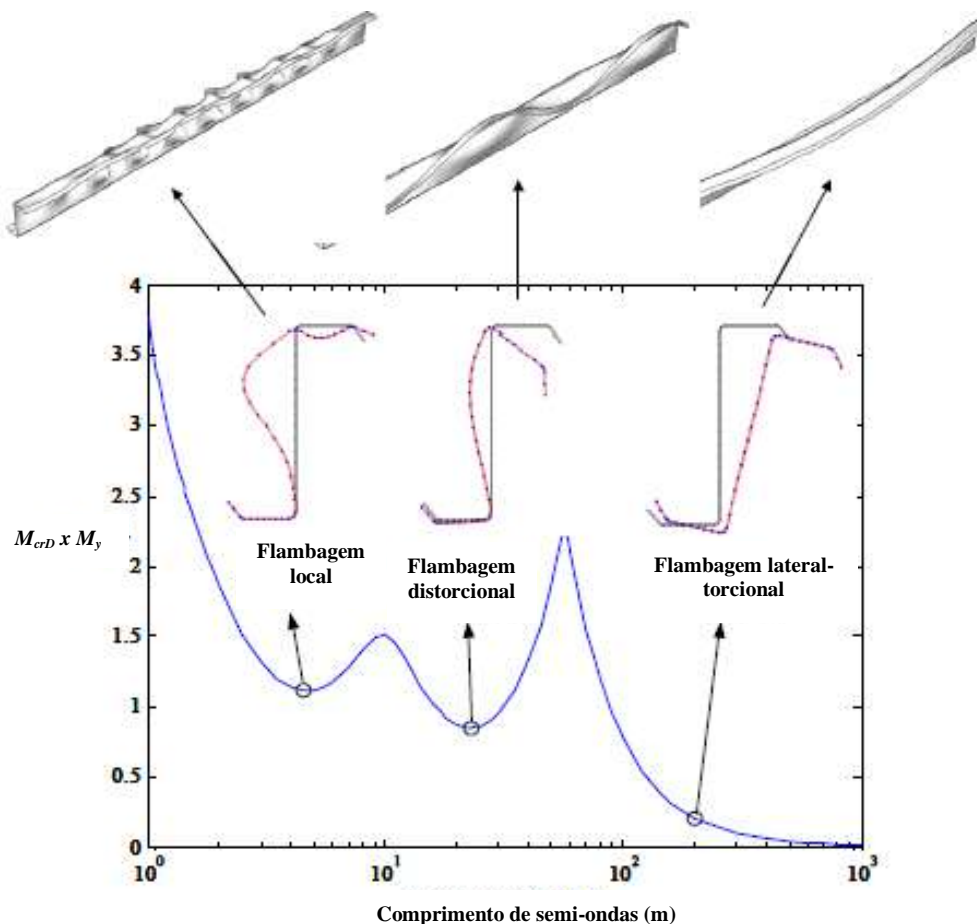 4
3.5
3
2.5
M_crD x M_y
2
1.5
1
0.5
0
Flambagem
local
Flambagem
distorcional
Flambagem lateral-
torcional
10^0
10^1
10^2
10^3
Comprimento de semi-ondas (m)